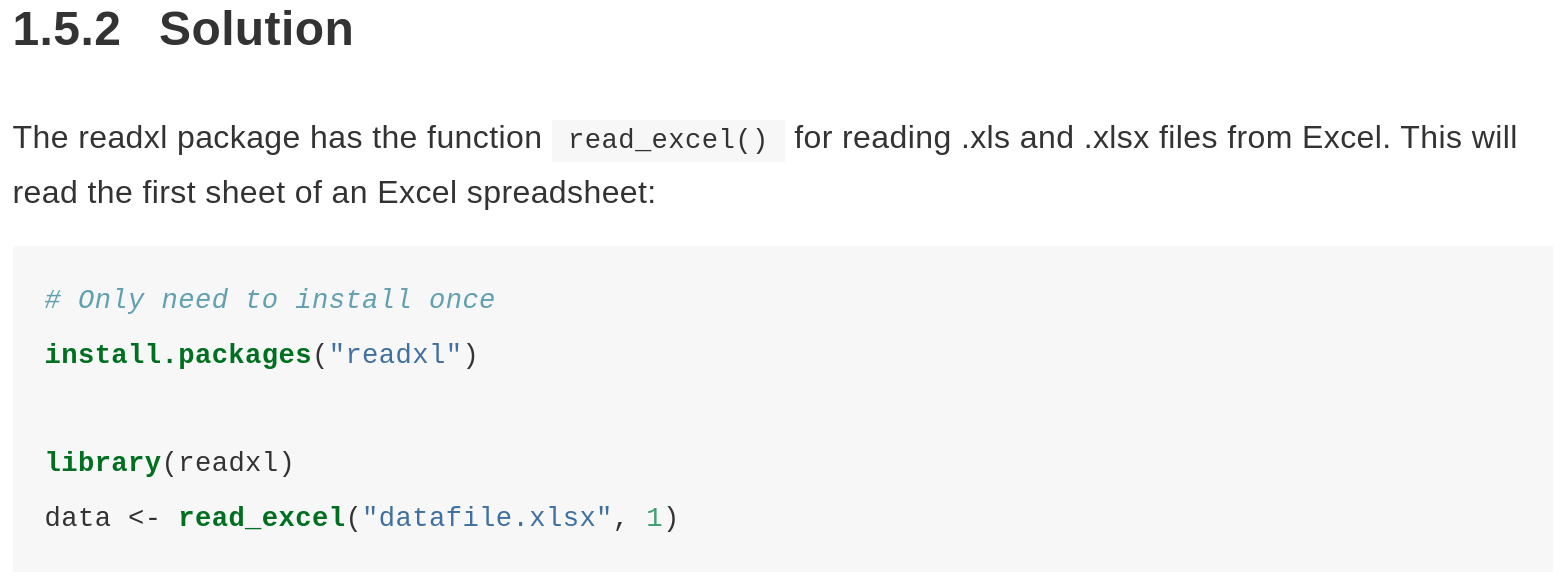 1.5.2 Solution
The readxl package has the function read_excel() for reading .xls and .xlsx files from Excel. This will
read the first sheet of an Excel spreadsheet:
# Only need to install once
install.packages("readxl")
library(readxl)
data <- read_excel("datafile.xlsx", 1)